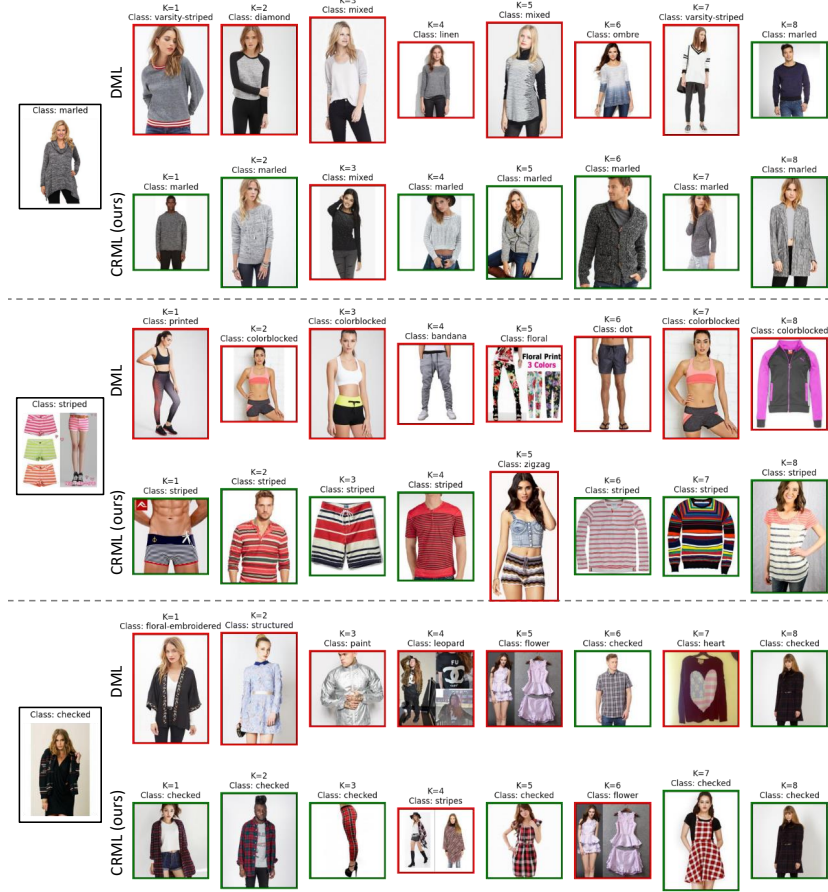 DML
K=1
Class: varsity-striped
K=2
Class: diamond
K=3
Class: mixed
K=4
Class: linen
K=5
Class: mixed
K=6
Class: ombre
K=7
Class: varsity-striped
K=8
Class: marled
Class: marled
CRML (ours)
K=1
Class: marled
K=2
Class: marled
K=3
Class: mixed
K=4
Class: marled
K=5
Class: marled
K=6
Class: marled
K=7
Class: marled
K=8
Class: marled
DML
K=1
Class: printed
K=2
Class: colorblocked
K=3
Class: colorblocked
K=4
Class: bandana
K=5
Class: floral
Floral Print
3 Colors
K=6
Class: dot
K=7
Class: colorblocked
K=8
Class: colorblocked
Class: striped
CRML (ours)
K=1
Class: striped
K=2
Class: striped
K=3
Class: striped
K=4
Class: striped
K=5
Class: zigzag
K=6
Class: striped
K=7
Class: striped
K=8
Class: striped
DML
K=1
Class: floral-embroidered
K=2
Class: structured
K=3
Class: paint
K=4
Class: leopard
FU
K=5
Class: flower
K=6
Class: checked
K=7
Class: heart
K=8
Class: checked
Class: checked
CRML (ours)
K=1
Class: checked
K=2
Class: checked
K=3
Class: checked
K=4
Class: stripes
K=5
Class: checked
K=6
Class: flower
K=7
Class: checked
K=8
Class: checked